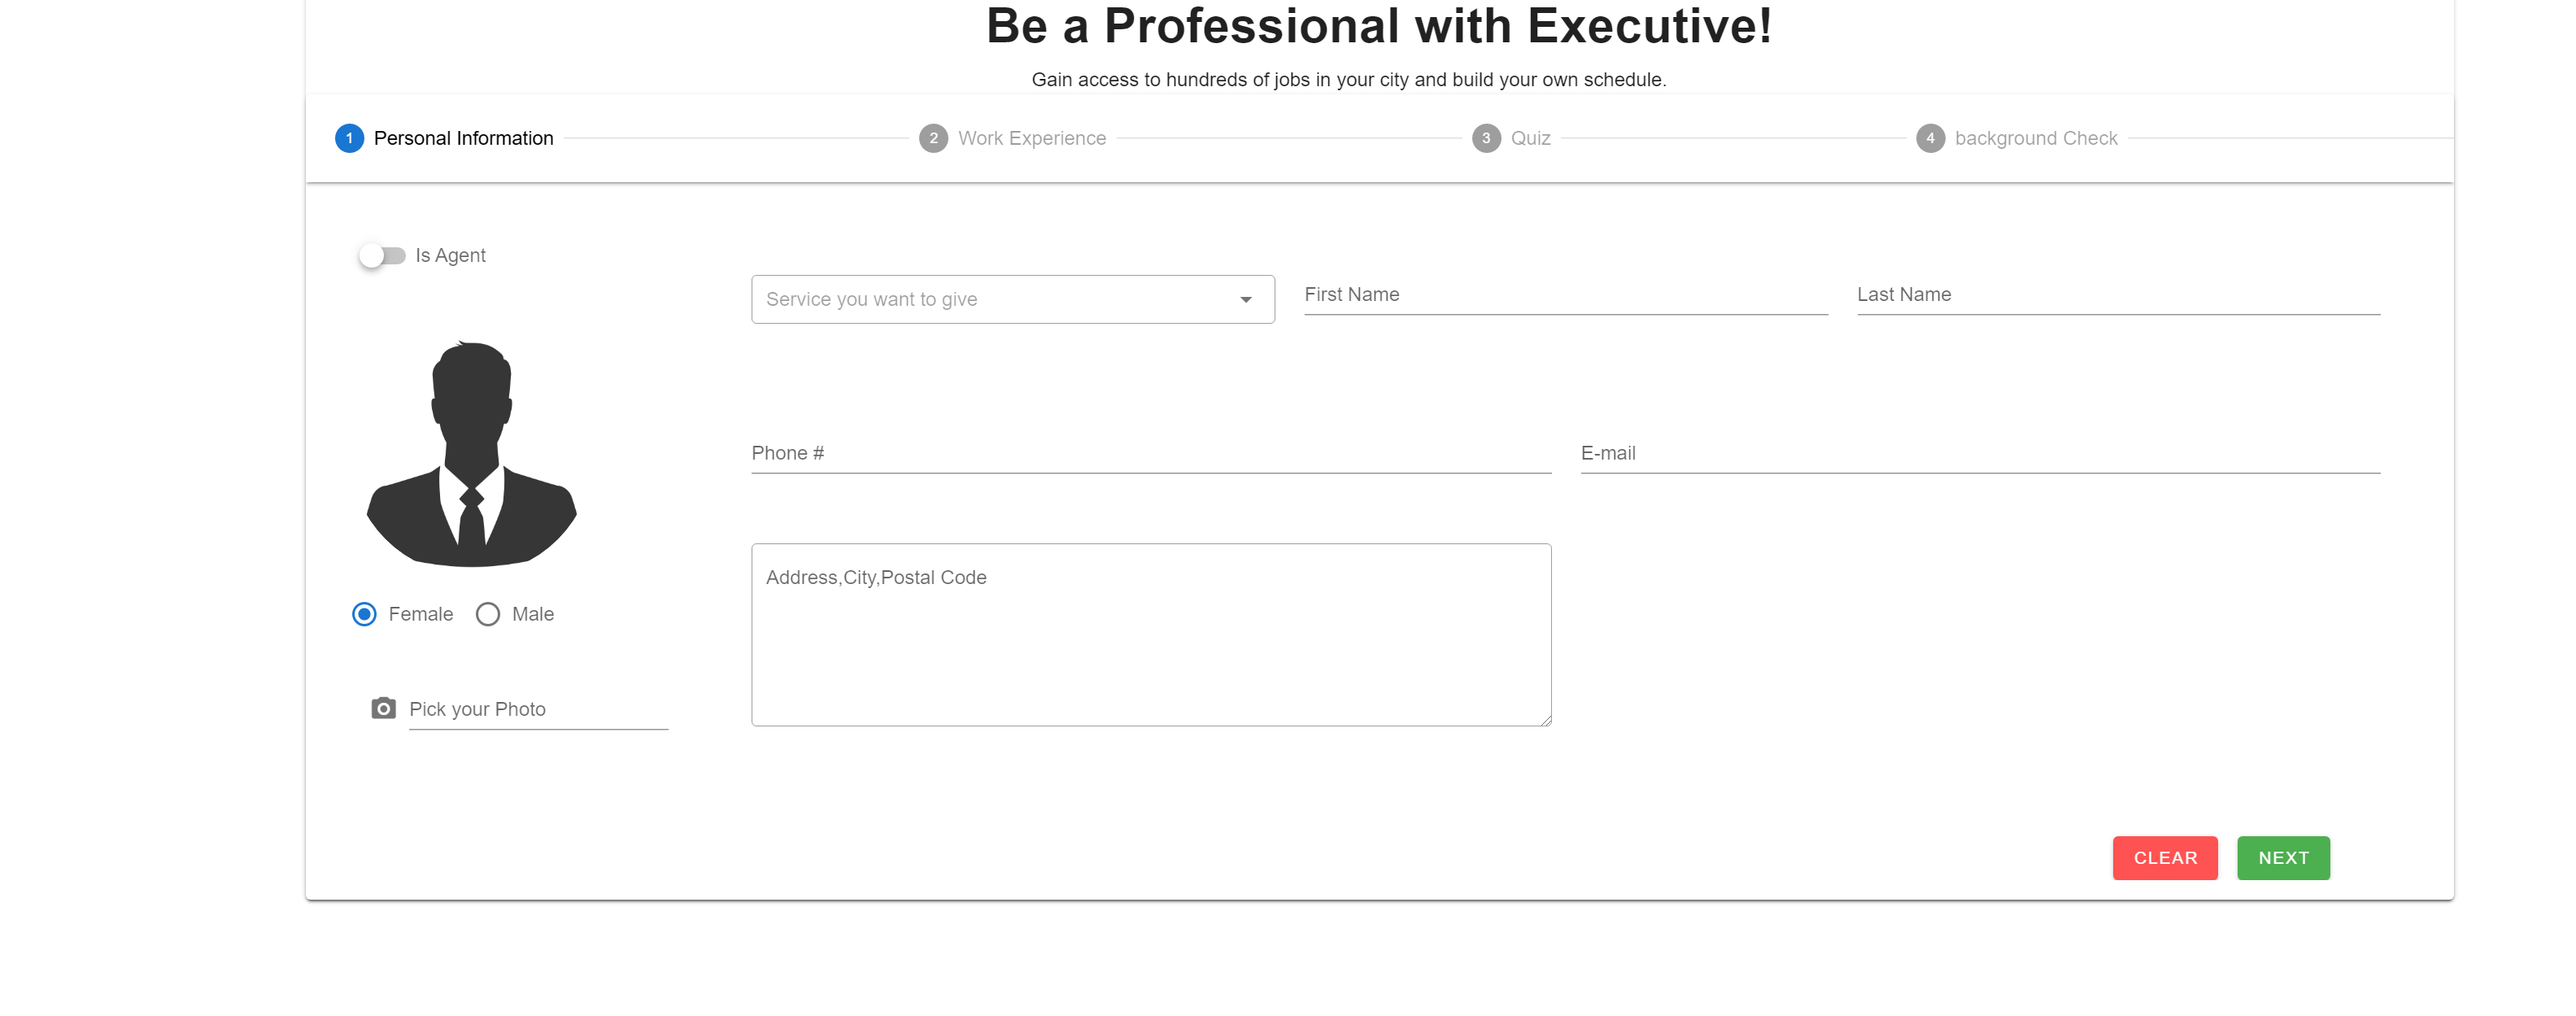 Be a Professional with Executive!
Gain access to hundreds of jobs in your city and build your own schedule.
1 Personal Information 2 Work Experience 3 Quiz 4 background Check
Is Agent
Service you want to give First Name Last Name
Phone # E-mail
Address,City,Postal Code
Female Male
Pick your Photo
CLEAR NEXT